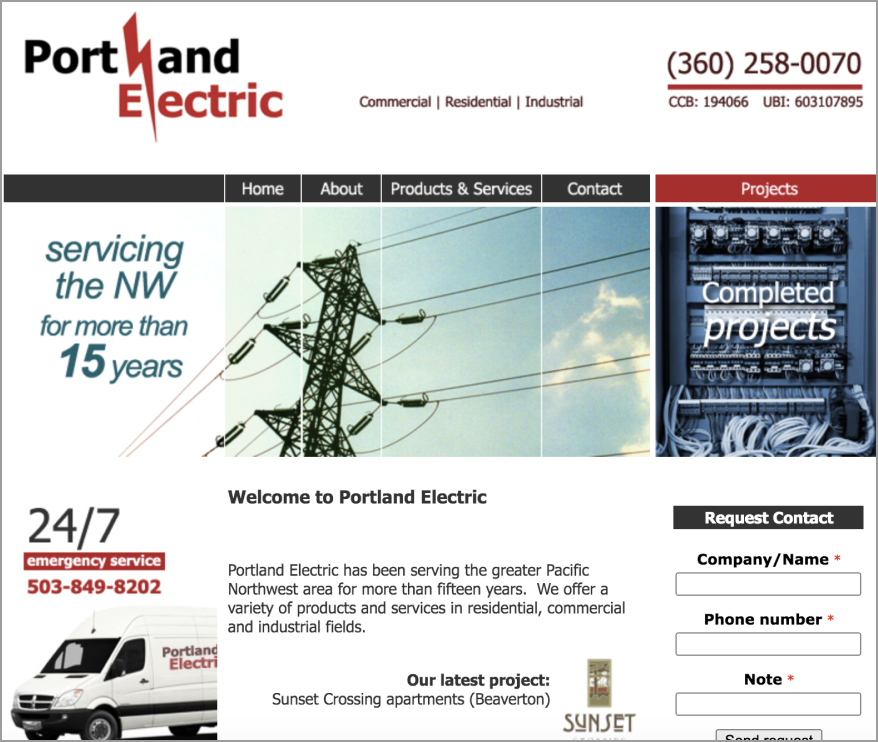 Portland
Electric
Commercial | Residential | Industrial
(360) 258-0070
CCB: 194066 UBI: 603107895
Home
About
Products & Services
Contact
Projects
servicing
the NW
for more than
15 years
Completed
projects
24/7
emergency service
503-849-8202
Portland
Electri
Welcome to Portland Electric
Portland Electric has been serving the greater Pacific
Northwest area for more than fifteen years. We offer a
variety of products and services in residential, commercial
and industrial fields.
Our latest project:
Sunset Crossing apartments (Beaverton)
SUNSET
Request Contact
Company/Name *
Phone number *
Note *
Send request